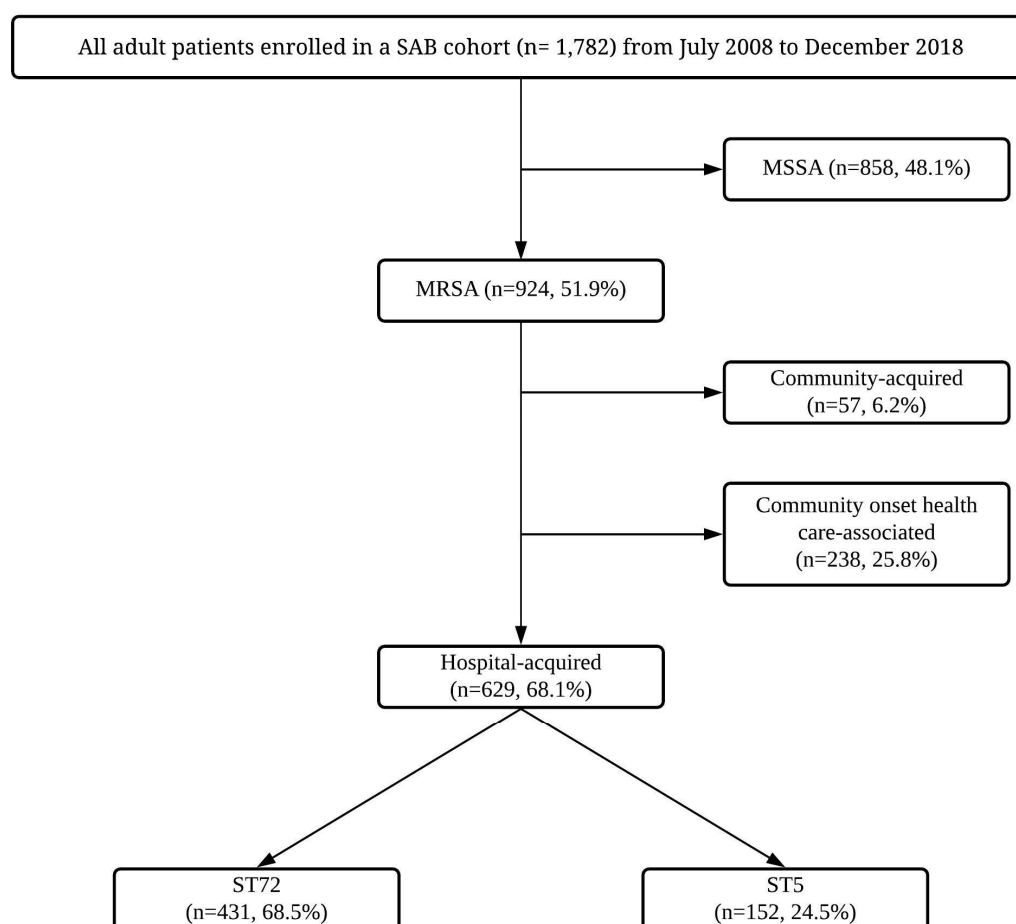 All adult patients enrolled in a SAB cohort (n= 1,782) from July 2008 to December 2018
MSSA (n=858, 48.1%)
MRSA (n=924, 51.9%)
Community-acquired
(n=57, 6.2%)
Community onset health
care-associated
(n=238, 25.8%)
Hospital-acquired
(n=629, 68.1%)
ST72
(n=431, 68.5%)
ST5
(n=152, 24.5%)